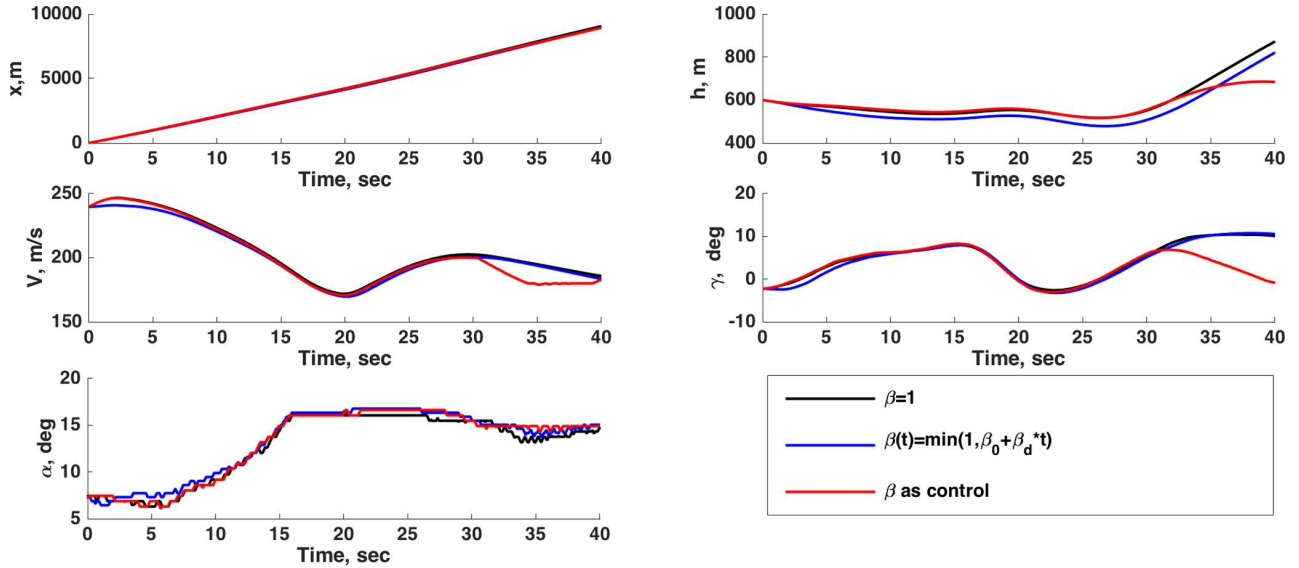 10000
5000
0
x,m
0 5 10 15 20 25 30 35 40
Time, sec
1000
800
600
400
h, m
0 5 10 15 20 25 30 35 40
Time, sec
250
200
150
V, m/s
0 5 10 15 20 25 30 35 40
Time, sec
20
10
0
-10
γ, deg
0 5 10 15 20 25 30 35 40
Time, sec
20
15
10
5
α, deg
0 5 10 15 20 25 30 35 40
Time, sec
β=1
β(t)=min(1,β₀+β_d*t)
β as control